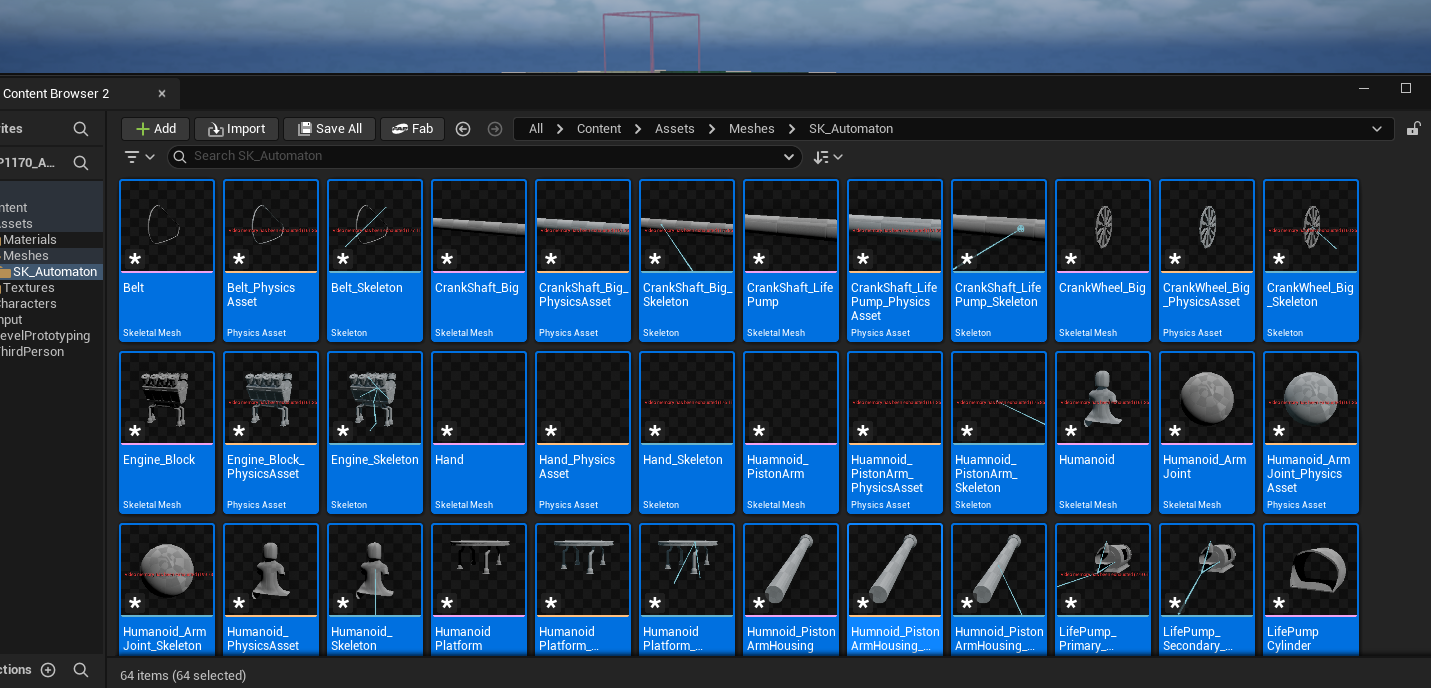 Content Browser 2
rites
Add
Import
Save All
Fab
All
Content
Assets
Meshes
SK_Automaton
P1170_A...
Search SK_Automaton
ntent
ssets
Materials
Meshes
SK_Automaton
Textures
haracters
nput
evelPrototyping
hirdPerson
Belt
Skeletal Mesh
Belt_Physics
Asset
Physics Asset
Belt_Skeleton
Skeleton
CrankShaft_Big
Skeletal Mesh
CrankShaft_Big_
PhysicsAsset
Physics Asset
CrankShaft_Big_
Skeleton
Skeleton
CrankShaft_Life
Pump
Skeletal Mesh
CrankShaft_Life
Pump_Physics
Asset
Physics Asset
CrankShaft_Life
Pump_Skeleton
Skeleton
CrankWheel_Big
Skeletal Mesh
CrankWheel_Big
_PhysicsAsset
Physics Asset
CrankWheel_Big
_Skeleton
Skeleton
Engine_Block
Skeletal Mesh
Engine_Block_
PhysicsAsset
Physics Asset
Engine_Skeleton
Skeleton
Hand
Skeletal Mesh
Hand_Physics
Asset
Physics Asset
Hand_Skeleton
Skeleton
Huamnoid_
PistonArm
Skeletal Mesh
Huamnoid_
PistonArm_
PhysicsAsset
Physics Asset
Huamnoid_
PistonArm_
Skeleton
Skeleton
Humanoid
Skeletal Mesh
Humanoid_Arm
Joint
Skeletal Mesh
Humanoid_Arm
Joint_Physics
Asset
Physics Asset
Humanoid_Arm
Joint_Skeleton
Humanoid_
PhysicsAsset
Humanoid_
Skeleton
Humanoid
Platform
Humanoid
Platform_...
Humanoid
Platform_...
Humnoid_Piston
ArmHousing
Humnoid_Piston
ArmHousing_...
Humnoid_Piston
ArmHousing_...
LifePump_
Primary_...
LifePump_
Secondary_...
LifePump
Cylinder
ctions
64 items (64 selected)